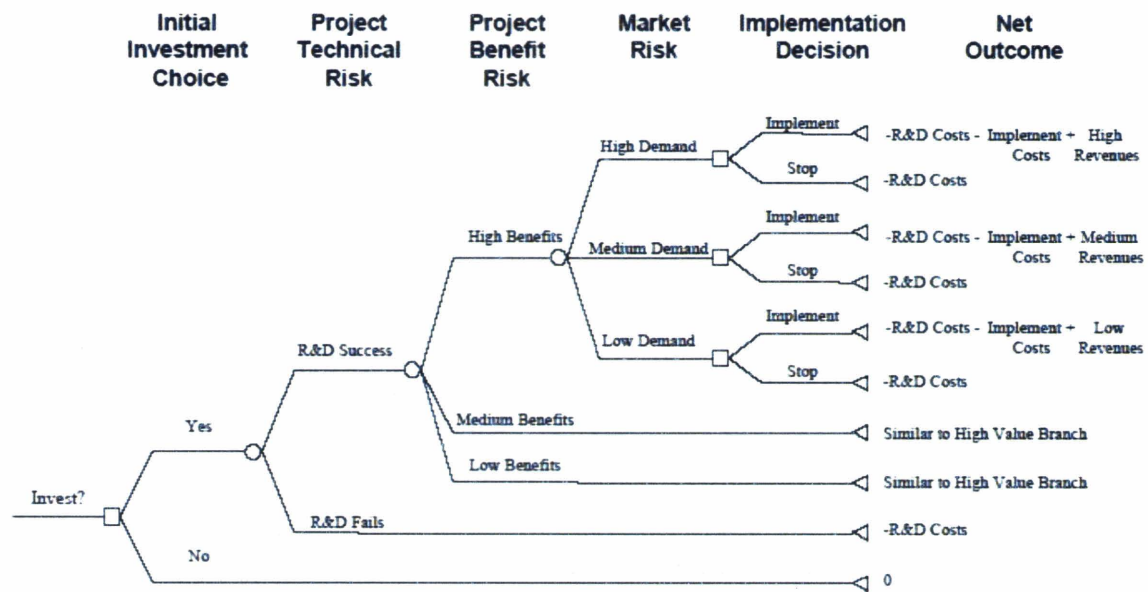 Initial Investment Choice
Project Technical Risk
Project Benefit Risk
Market Risk
Implementation Decision
Net Outcome
Implement
-R&D Costs - Implement Costs + High Revenues
High Demand
Stop
-R&D Costs
Implement
-R&D Costs - Implement Costs + Medium Revenues
High Benefits
Medium Demand
Stop
-R&D Costs
Implement
-R&D Costs - Implement Costs + Low Revenues
Low Demand
R&D Success
Stop
-R&D Costs
Medium Benefits
Similar to High Value Branch
Yes
Low Benefits
Similar to High Value Branch
Invest?
R&D Fails
-R&D Costs
No
0